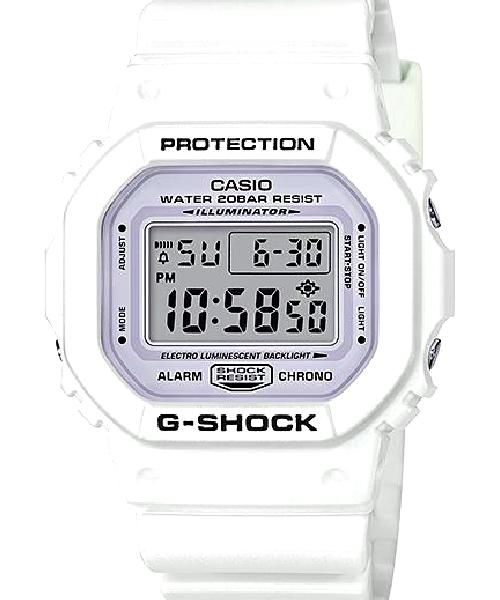 PROTECTION
CASIO
WATER 20BAR RESIST
ILLUMINATOR
ADJUST
MODE
LIGHT ON/OFF
START·STOP
LIGHT
SU 6-30
PM
10:58 50
ELECTRO LUMINESCENT BACKLIGHT
ALARM SHOCK RESIST CHRONO
G-SHOCK